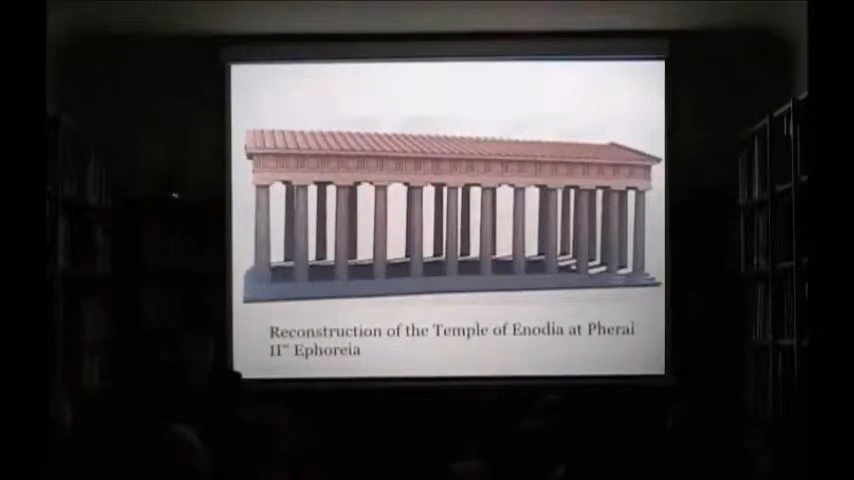 Reconstruction of the Temple of Enodia at Pherai
II" Ephoreia